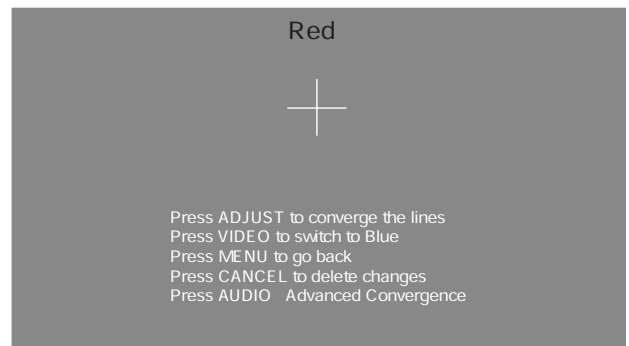 Red
Press ADJUST to converge the lines
Press VIDEO to switch to Blue
Press MENU to go back
Press CANCEL to delete changes
Press AUDIO   Advanced Convergence